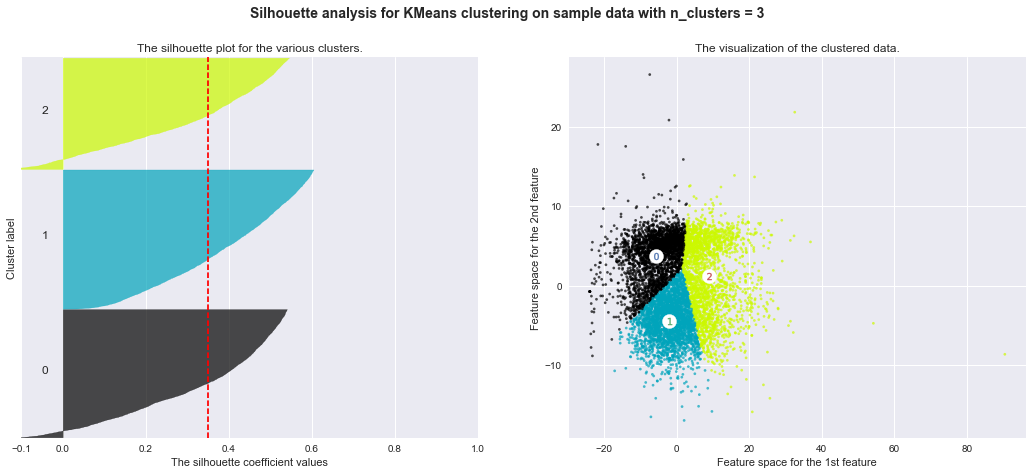 Silhouette analysis for KMeans clustering on sample data with n_clusters = 3
The silhouette plot for the various clusters.
2
1
0
Cluster label
−0.1 0.0 0.2 0.4 0.6 0.8 1.0
The silhouette coefficient values
The visualization of the clustered data.
20
10
0
−10
Feature space for the 2nd feature
0
2
1
−20 0 20 40 60 80
Feature space for the 1st feature